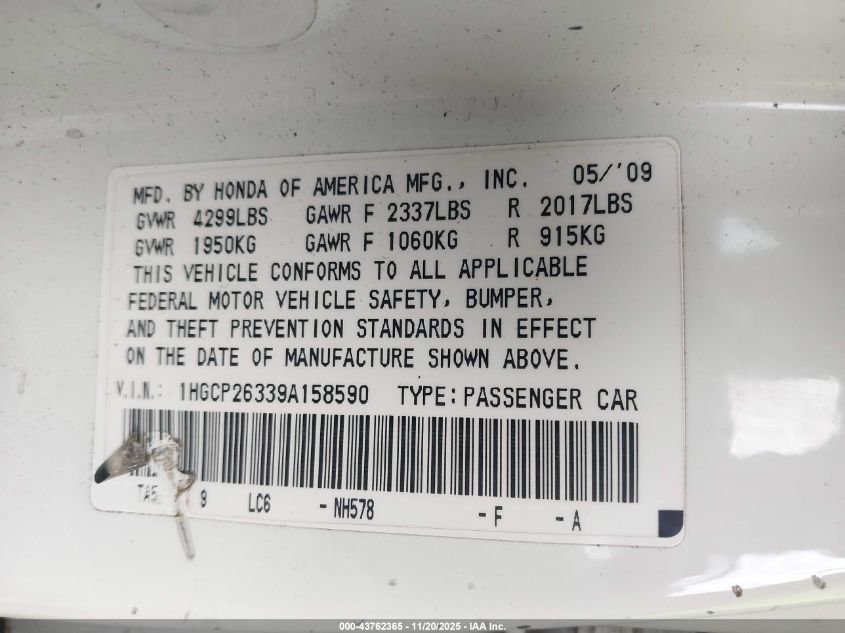 MFD. BY HONDA OF AMERICA MFG., INC. 05/'09
GVWR 4299LBS GAWR F 2337LBS R 2017LBS
GVWR 1950KG GAWR F 1060KG R 915KG
THIS VEHICLE CONFORMS TO ALL APPLICABLE
FEDERAL MOTOR VEHICLE SAFETY, BUMPER,
AND THEFT PREVENTION STANDARDS IN EFFECT
ON THE DATE OF MANUFACTURE SHOWN ABOVE.
V.I.N.: 1HGCP26339A158590 TYPE: PASSENGER CAR
TA5 9 LC6 - NH578 - F - A
000-43762365 - 11/20/2025 - IAA Inc.